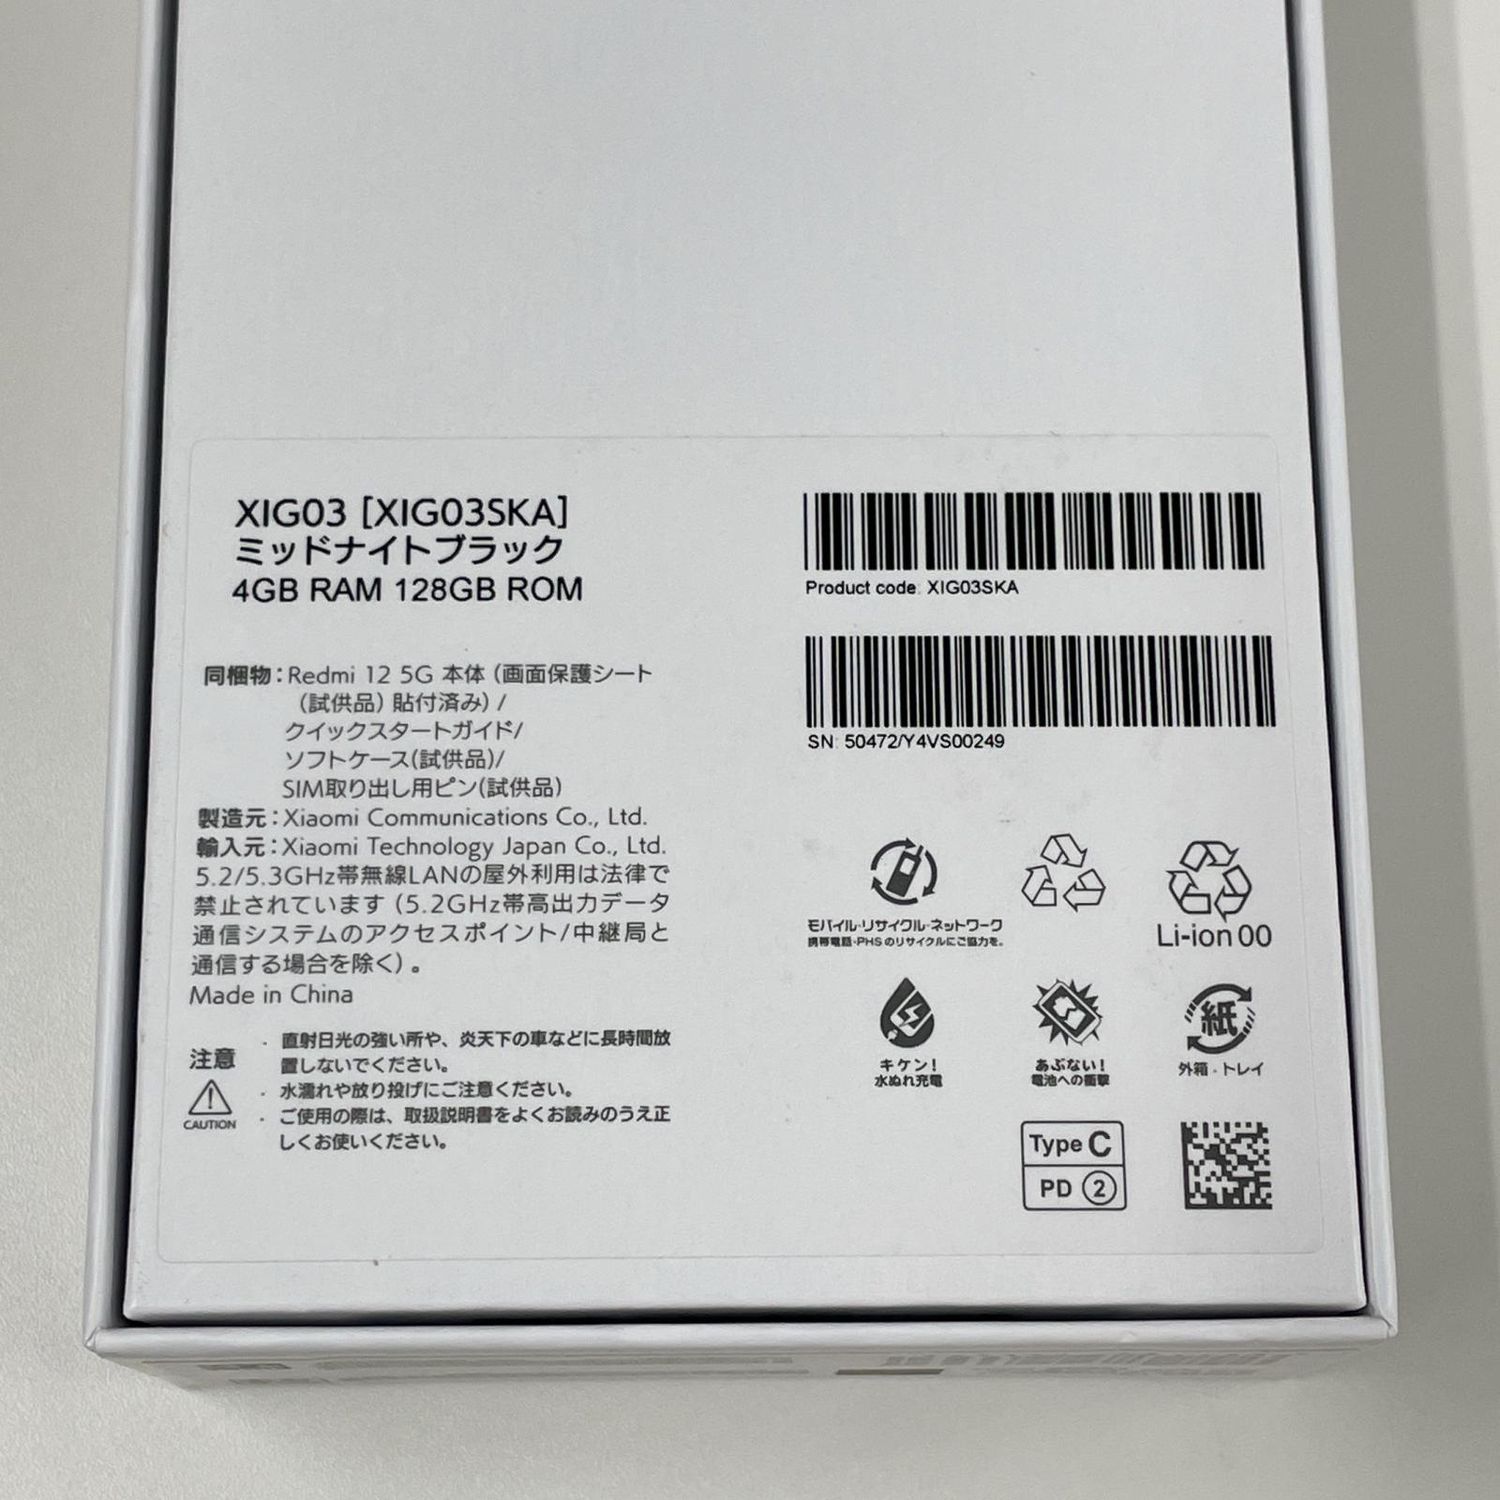 XIG03 [XIG03SKA]
ミッドナイトブラック
4GB RAM 128GB ROM
同梱物：Redmi 12 5G 本体（画面保護シート
（試供品）貼付済み）/
クイックスタートガイド/
ソフトケース(試供品)/
SIM取り出し用ピン(試供品)
製造元：Xiaomi Communications Co., Ltd.
輸入元：Xiaomi Technology Japan Co., Ltd.
5.2/5.3GHz帯無線LANの屋外利用は法律で
禁止されています（5.2GHz帯高出力データ
通信システムのアクセスポイント/中継局と
通信する場合を除く）。
Made in China
注意
CAUTION
・直射日光の強い所や、炎天下の車などに長時間放
置しないでください。
・水濡れや放り投げにご注意ください。
・ご使用の際は、取扱説明書をよくお読みのうえ正
しくお使いください。
Product code: XIG03SKA
SN: 50472/Y4VS00249
モバイル・リサイクル・ネットワーク
携帯電話・PHSのリサイクルにご協力を。
Li-ion 00
キケン！
水ぬれ充電
あぶない！
電池への衝撃
紙
外箱・トレイ
Type C
PD ②